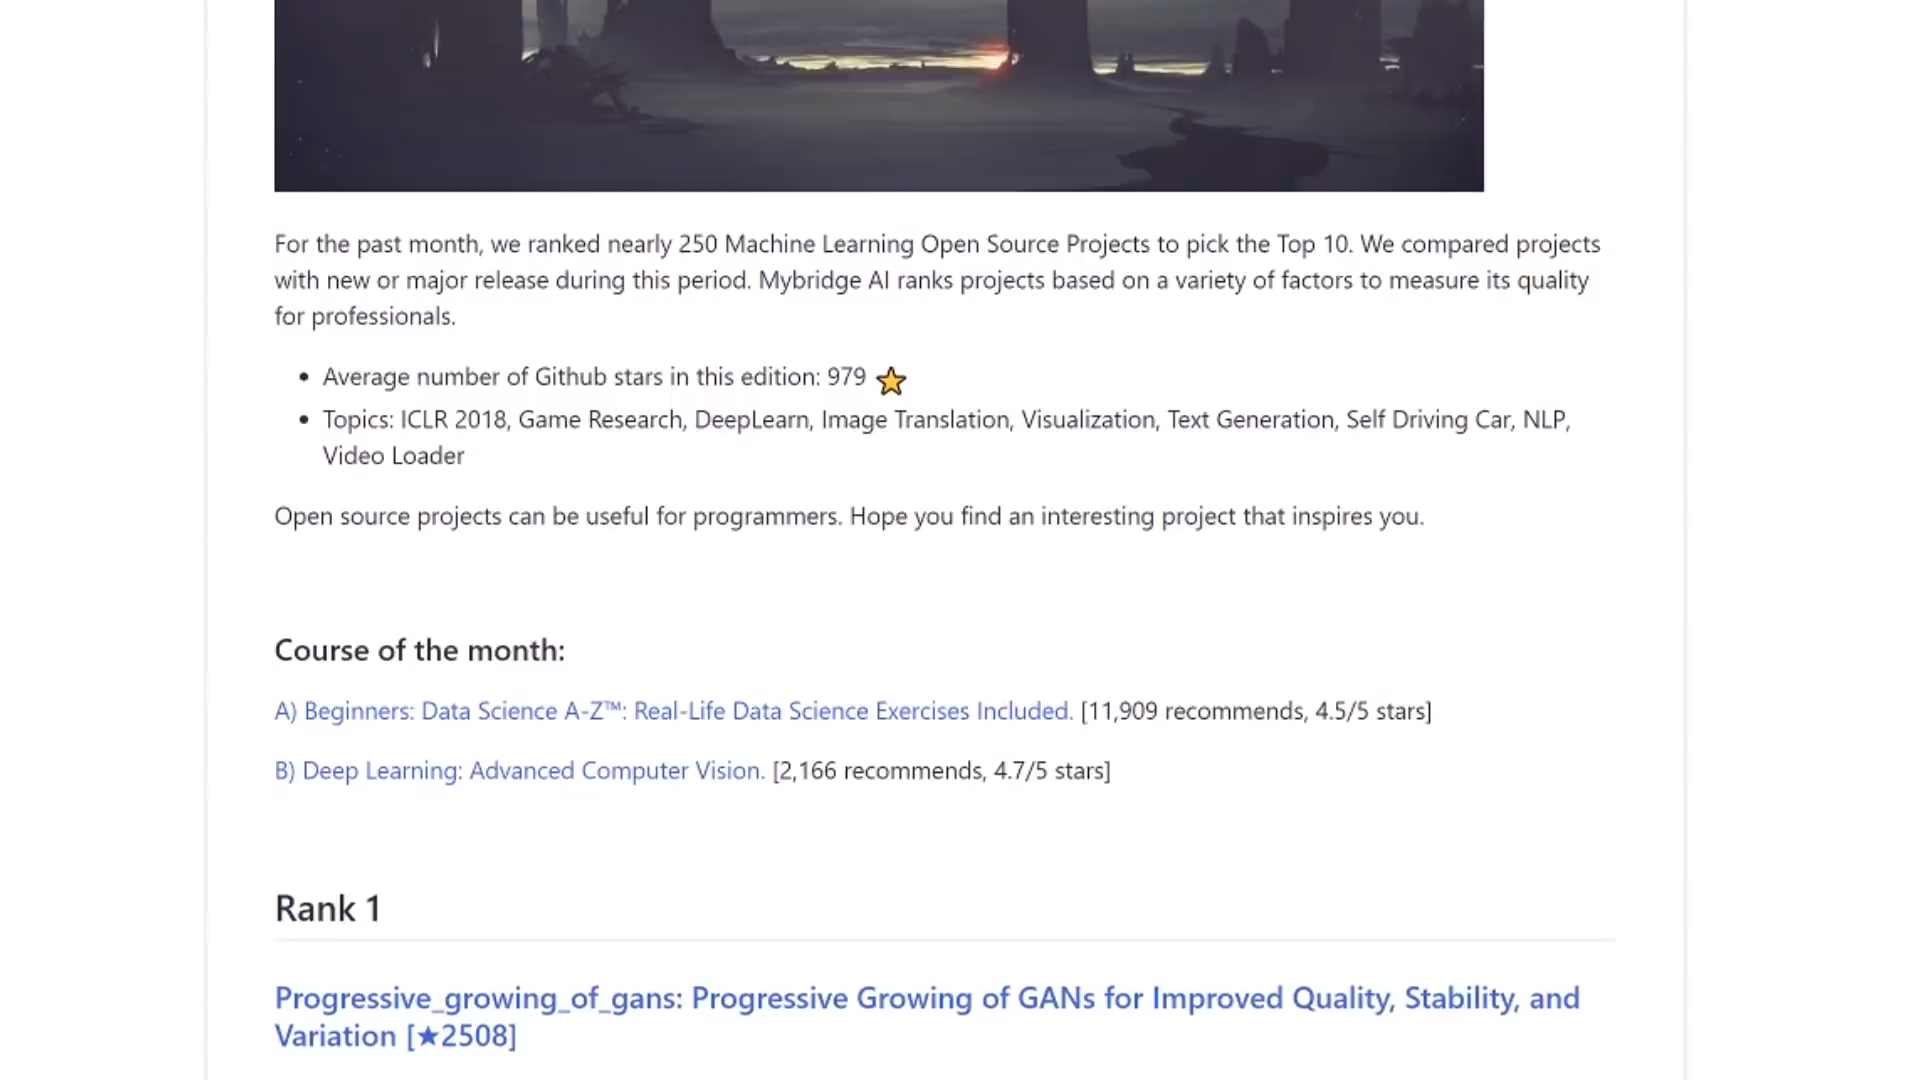 For the past month, we ranked nearly 250 Machine Learning Open Source Projects to pick the Top 10. We compared projects
with new or major release during this period. Mybridge AI ranks projects based on a variety of factors to measure its quality
for professionals.
• Average number of Github stars in this edition: 979 ⭐
• Topics: ICLR 2018, Game Research, DeepLearn, Image Translation, Visualization, Text Generation, Self Driving Car, NLP,
Video Loader
Open source projects can be useful for programmers. Hope you find an interesting project that inspires you.
Course of the month:
A) Beginners: Data Science A-Z™: Real-Life Data Science Exercises Included. [11,909 recommends, 4.5/5 stars]
B) Deep Learning: Advanced Computer Vision. [2,166 recommends, 4.7/5 stars]
Rank 1
Progressive_growing_of_gans: Progressive Growing of GANs for Improved Quality, Stability, and
Variation [★2508]